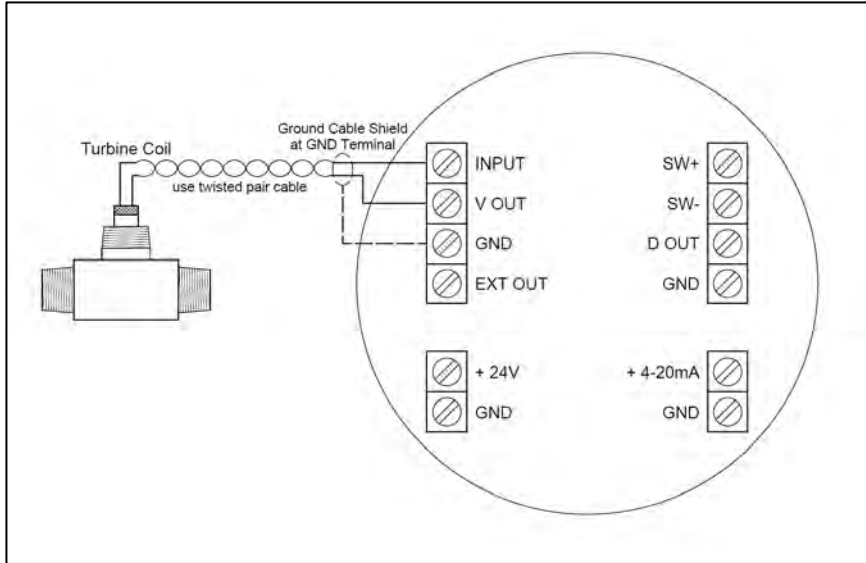 Ground Cable Shield
at GND Terminal
Turbine Coil
use twisted pair cable
INPUT
V OUT
GND
EXT OUT
SW+
SW-
D OUT
GND
+ 24V
GND
+ 4-20mA
GND